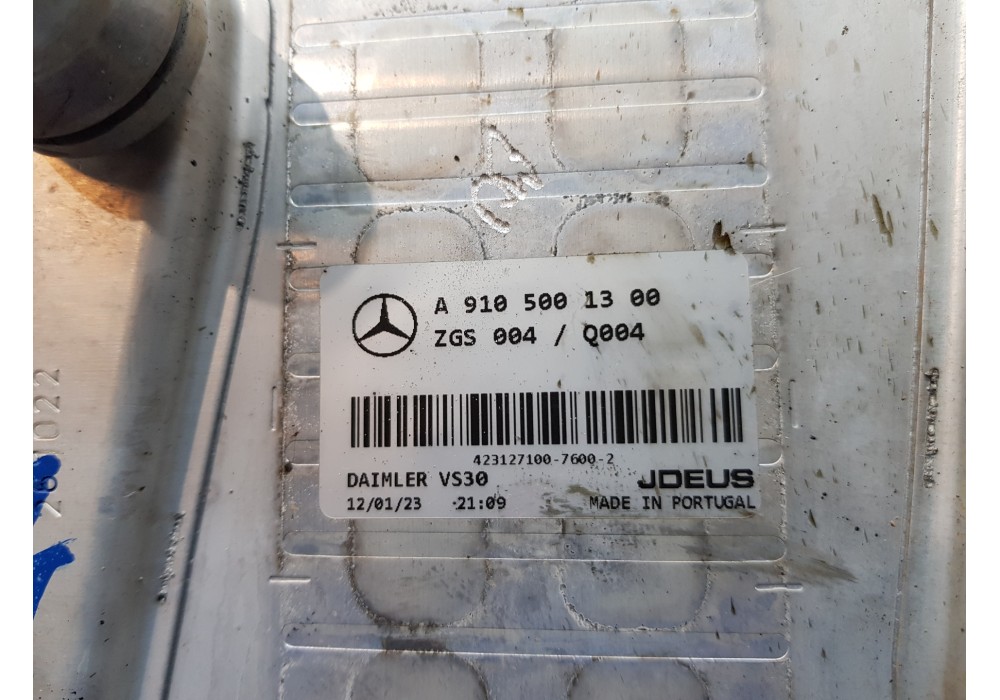 A 910 500 13 00
ZGS 004 / Q004
423127100-7600-2
DAIMLER VS30
JDEUS
12/01/23 21:09
MADE IN PORTUGAL